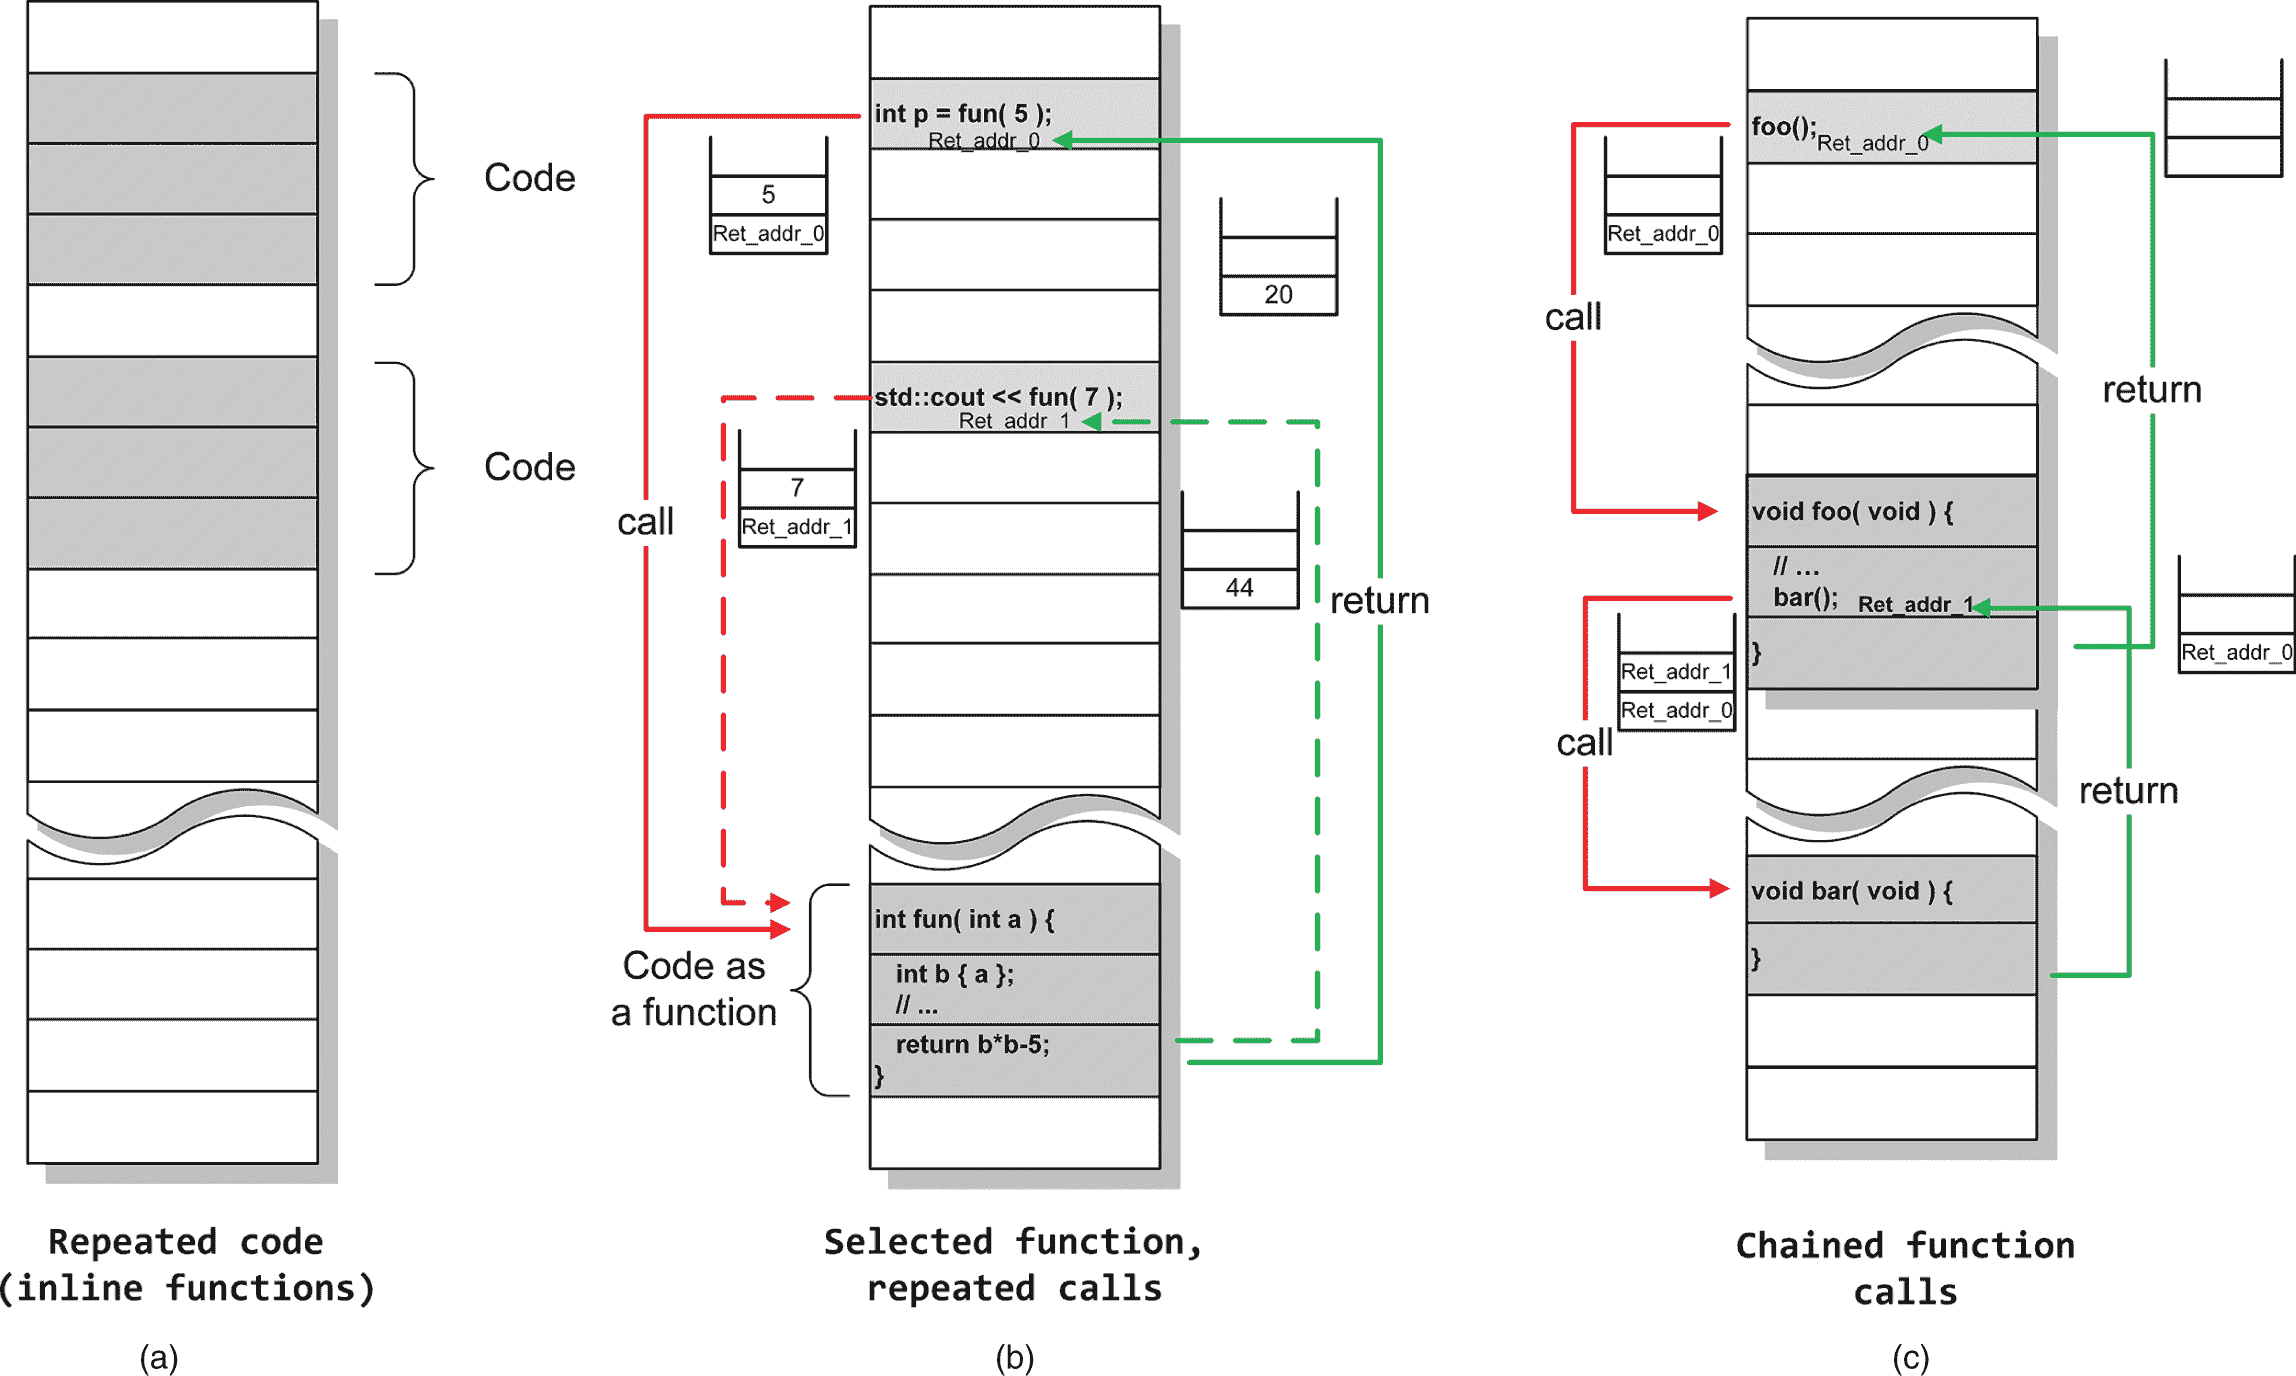 Code
Code
Repeated code
(inline functions)
(a)
int p = fun( 5 );
Ret_addr_0
5
Ret_addr_0
20
std::cout << fun( 7 );
Ret_addr_1
7
Ret_addr_1
call
44
return
int fun( int a ) {
Code as
a function
int b { a };
// ...
return b*b-5;
}
Selected function,
repeated calls
(b)
foo();
Ret_addr_0
Ret_addr_0
call
return
void foo( void ) {
// ...
bar();
Ret_addr_1
}
Ret_addr_0
Ret_addr_1
Ret_addr_0
call
return
void bar( void ) {
}
Chained function
calls
(c)